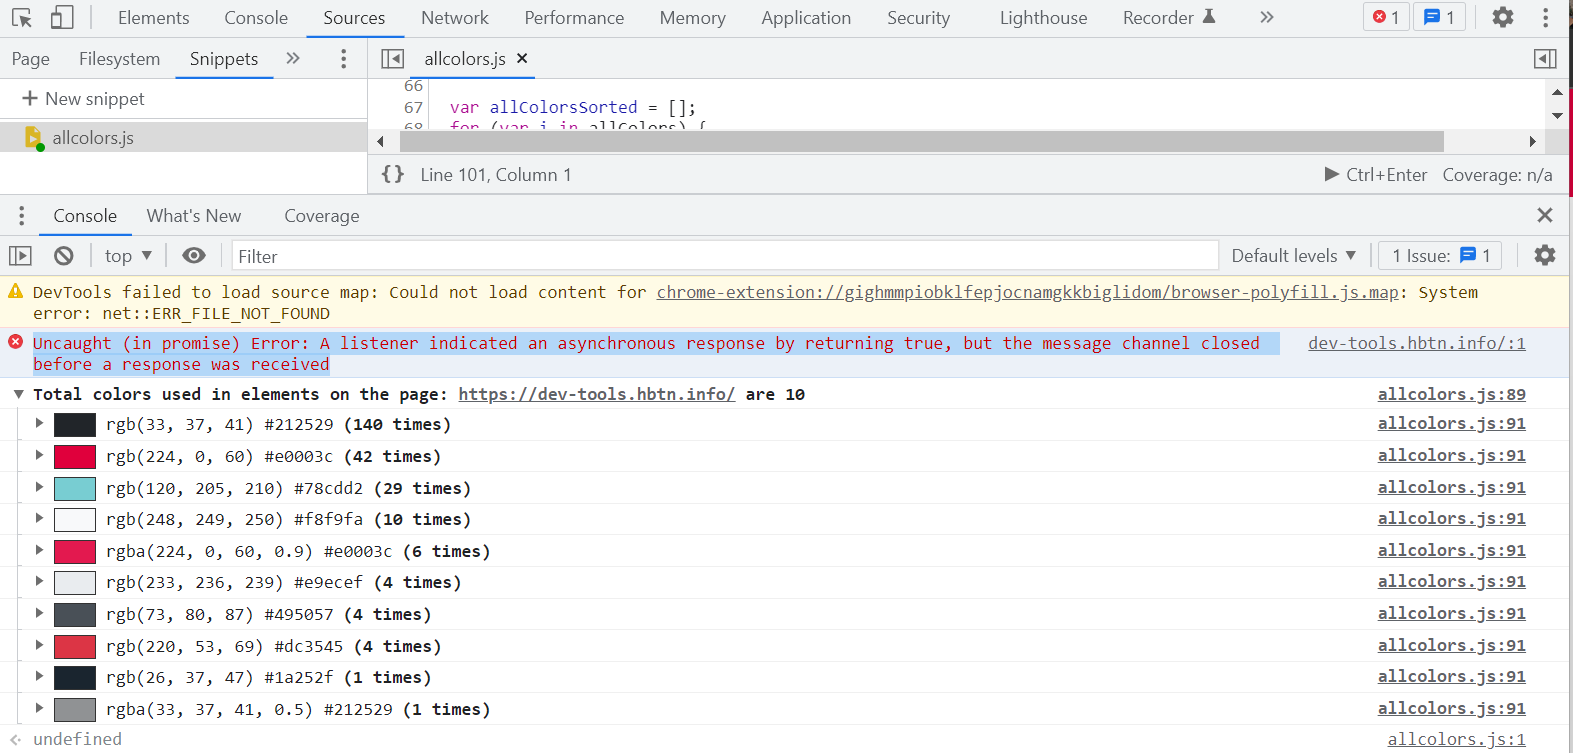 Elements Console Sources Network Performance Memory Application Security Lighthouse Recorder 1 1
Page Filesystem Snippets allcolors.js
New snippet
allcolors.js
66
67 var allColorsSorted = [];
68 for (var i in allColors) {
{} Line 101, Column 1 Ctrl+Enter Coverage: n/a
Console What's New Coverage
top Filter Default levels 1 Issue: 1
DevTools failed to load source map: Could not load content for chrome-extension://gighmmpiobklfepjocnamgkkbiglidom/browser-polyfill.js.map: System
error: net::ERR_FILE_NOT_FOUND
Uncaught (in promise) Error: A listener indicated an asynchronous response by returning true, but the message channel closed dev-tools.hbtn.info/:1
before a response was received
Total colors used in elements on the page: https://dev-tools.hbtn.info/ are 10 allcolors.js:89
rgb(33, 37, 41) #212529 (140 times) allcolors.js:91
rgb(224, 0, 60) #e0003c (42 times) allcolors.js:91
rgb(120, 205, 210) #78cdd2 (29 times) allcolors.js:91
rgb(248, 249, 250) #f8f9fa (10 times) allcolors.js:91
rgba(224, 0, 60, 0.9) #e0003c (6 times) allcolors.js:91
rgb(233, 236, 239) #e9ecef (4 times) allcolors.js:91
rgb(73, 80, 87) #495057 (4 times) allcolors.js:91
rgb(220, 53, 69) #dc3545 (4 times) allcolors.js:91
rgb(26, 37, 47) #1a252f (1 times) allcolors.js:91
rgba(33, 37, 41, 0.5) #212529 (1 times) allcolors.js:91
undefined allcolors.js:1